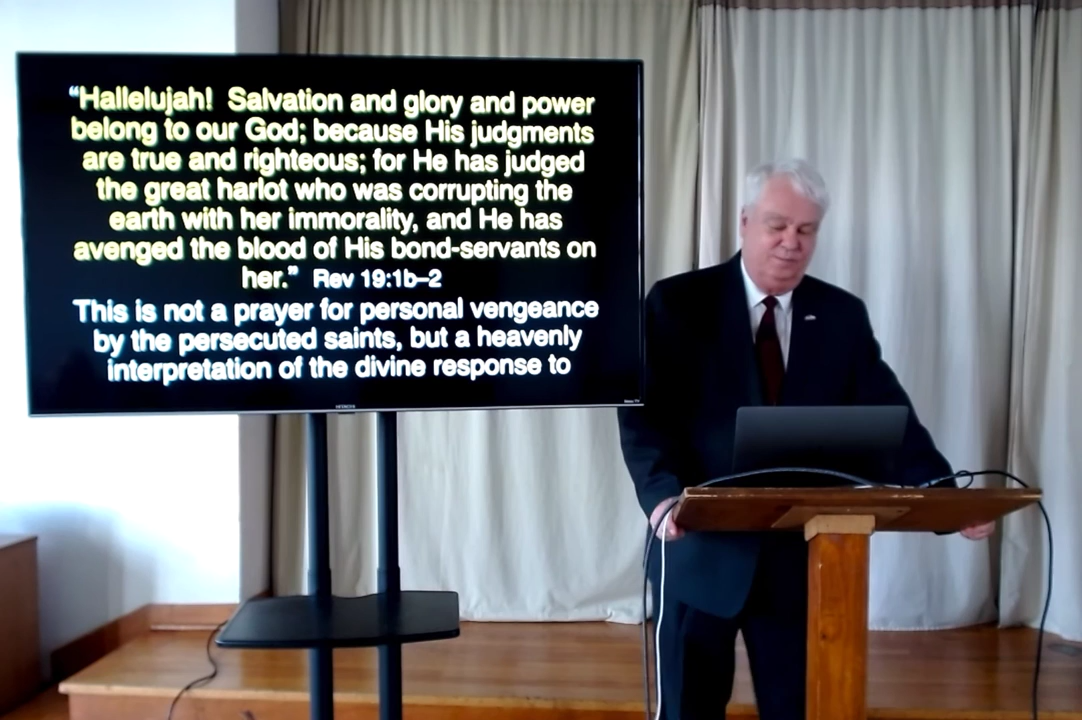 “Hallelujah! Salvation and glory and power
belong to our God; because His judgments
are true and righteous; for He has judged
the great harlot who was corrupting the
earth with her immorality, and He has
avenged the blood of His bond-servants on
her.” Rev 19:1b–2
This is not a prayer for personal vengeance
by the persecuted saints, but a heavenly
interpretation of the divine response to
HITACHI
Roku TV